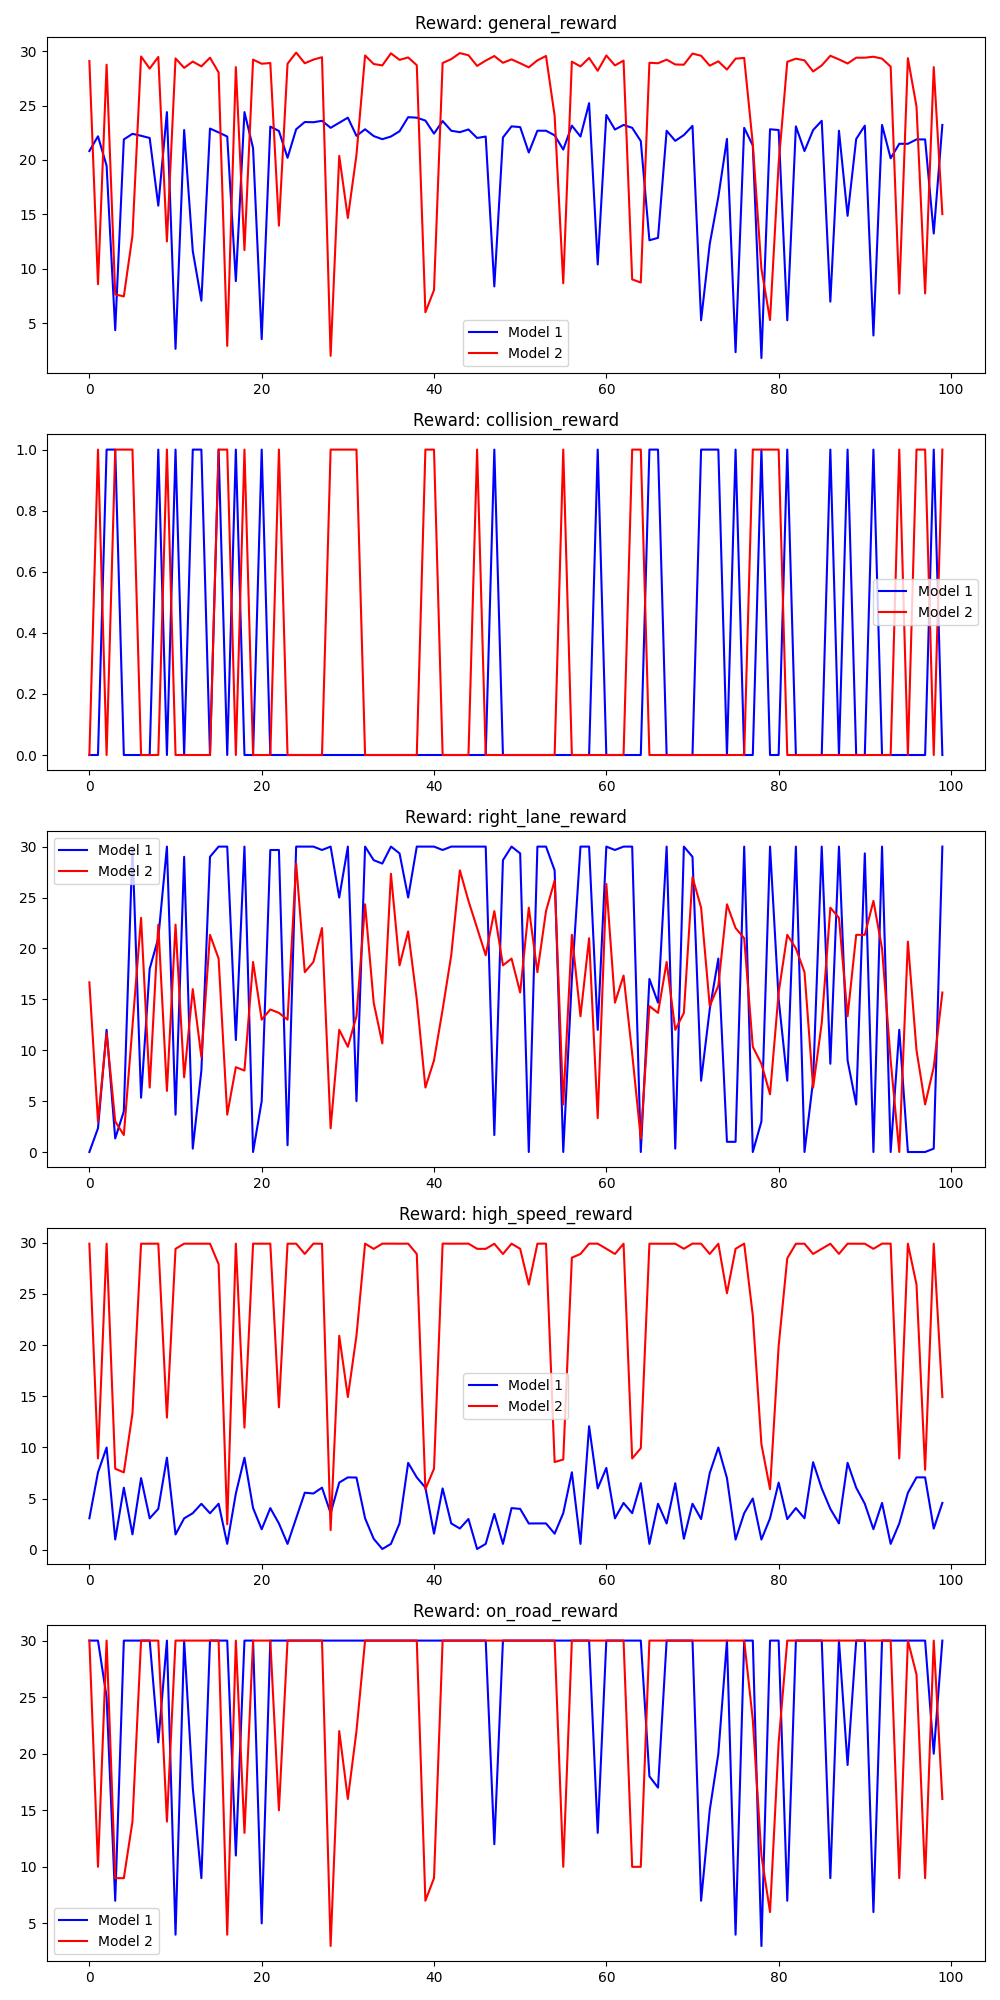 Reward: general_reward
30
25
20
15
10
5
Model 1
Model 2
0 20 40 60 80 100
Reward: collision_reward
1.0
0.8
0.6
0.4
0.2
0.0
Model 1
Model 2
0 20 40 60 80 100
Reward: right_lane_reward
Model 1
Model 2
30
25
20
15
10
5
0
0 20 40 60 80 100
Reward: high_speed_reward
30
25
20
15
10
5
0
Model 1
Model 2
0 20 40 60 80 100
Reward: on_road_reward
30
25
20
15
10
5
Model 1
Model 2
0 20 40 60 80 100